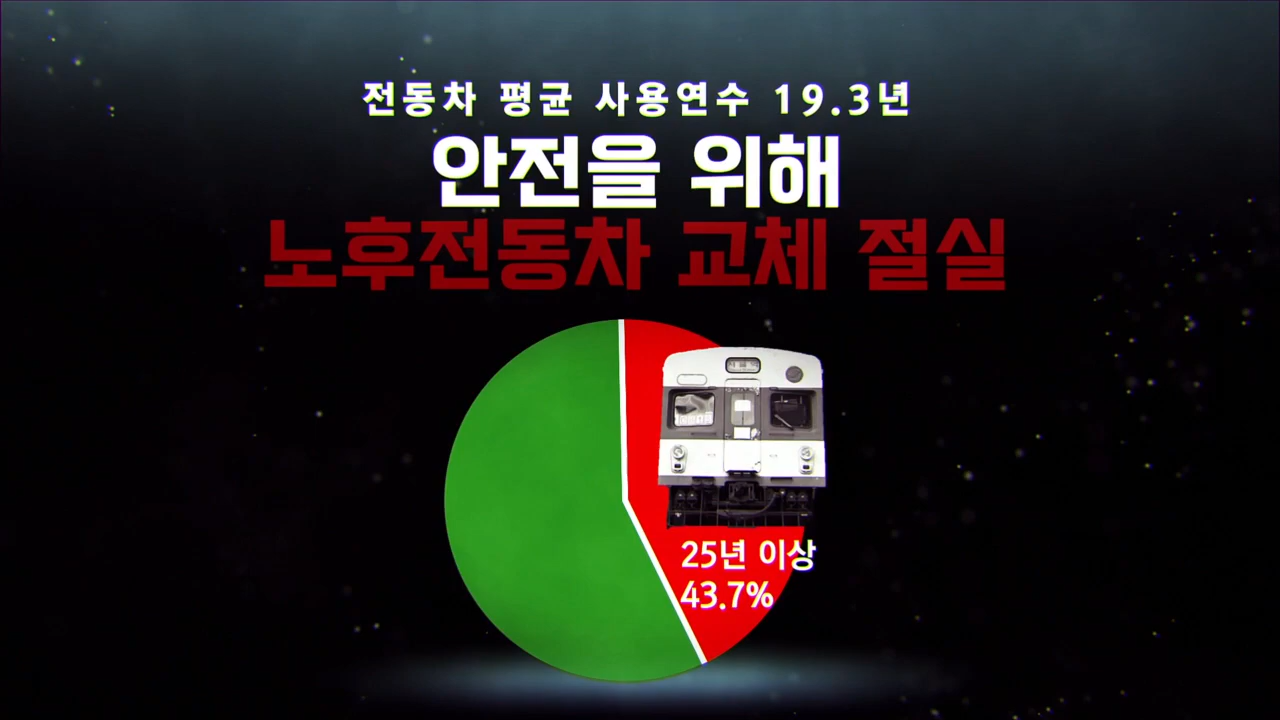 전동차 평균 사용연수 19.3년
안전을 위해
노후전동차 교체 절실
25년 이상
43.7%